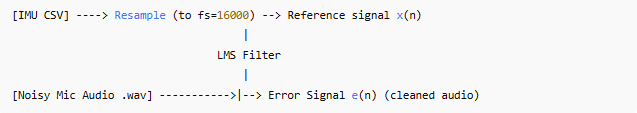 [IMU CSV] ----> Resample (to fs=16000) --> Reference signal x(n)
|
LMS Filter
|
[Noisy Mic Audio .wav] ----------->|--> Error Signal e(n) (cleaned audio)